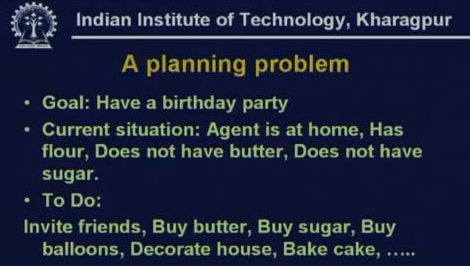 Indian Institute of Technology, Kharagpur
A planning problem
• Goal: Have a birthday party
• Current situation: Agent is at home, Has
flour, Does not have butter, Does not have
sugar.
• To Do:
Invite friends, Buy butter, Buy sugar, Buy
balloons, Decorate house, Bake cake, …..